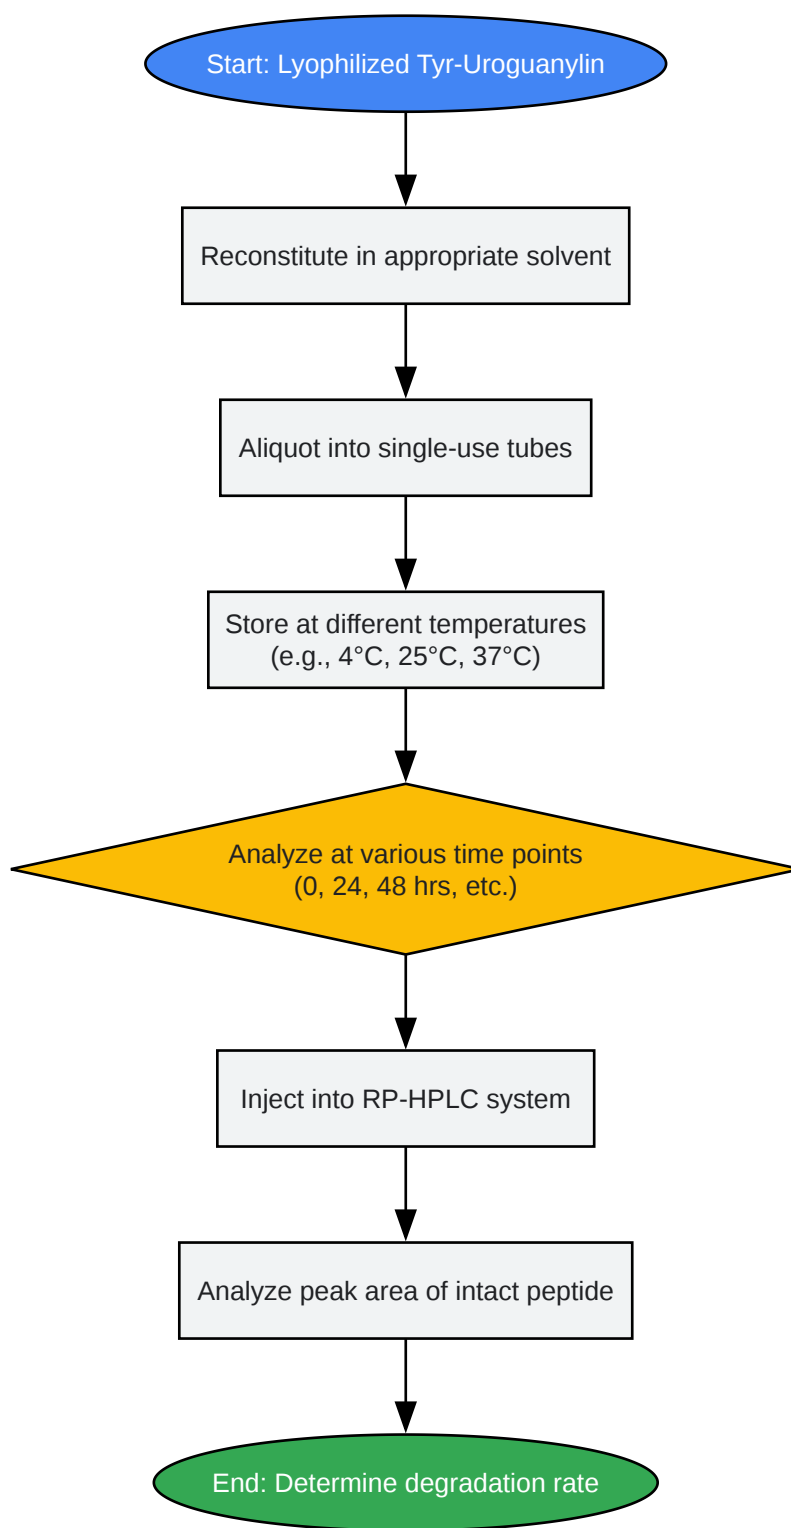 Start: Lyophilized Tyr-Uroguanylin
Reconstitute in appropriate solvent
Aliquot into single-use tubes
Store at different temperatures
(e.g., 4°C, 25°C, 37°C)
Analyze at various time points
(0, 24, 48 hrs, etc.)
Inject into RP-HPLC system
Analyze peak area of intact peptide
End: Determine degradation rate